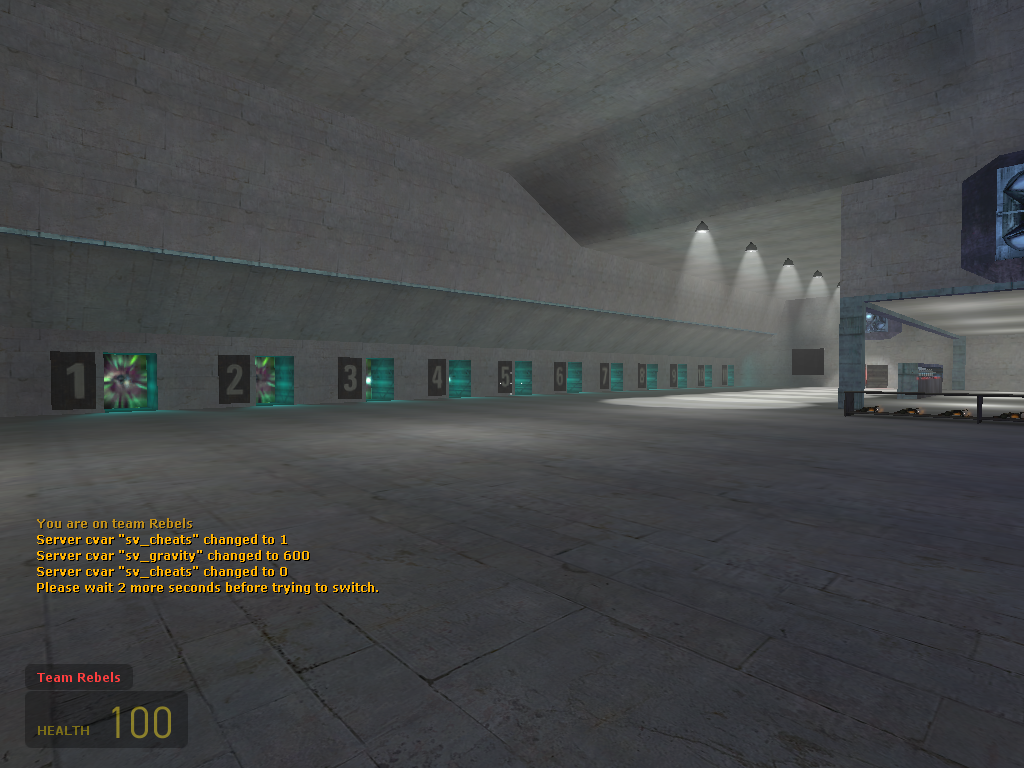 1 2 3 4 5 6 7 8
You are on team Rebels
Server cvar "sv_cheats" changed to 1
Server cvar "sv_gravity" changed to 600
Server cvar "sv_cheats" changed to 0
Please wait 2 more seconds before trying to switch.
Team Rebels
HEALTH 100